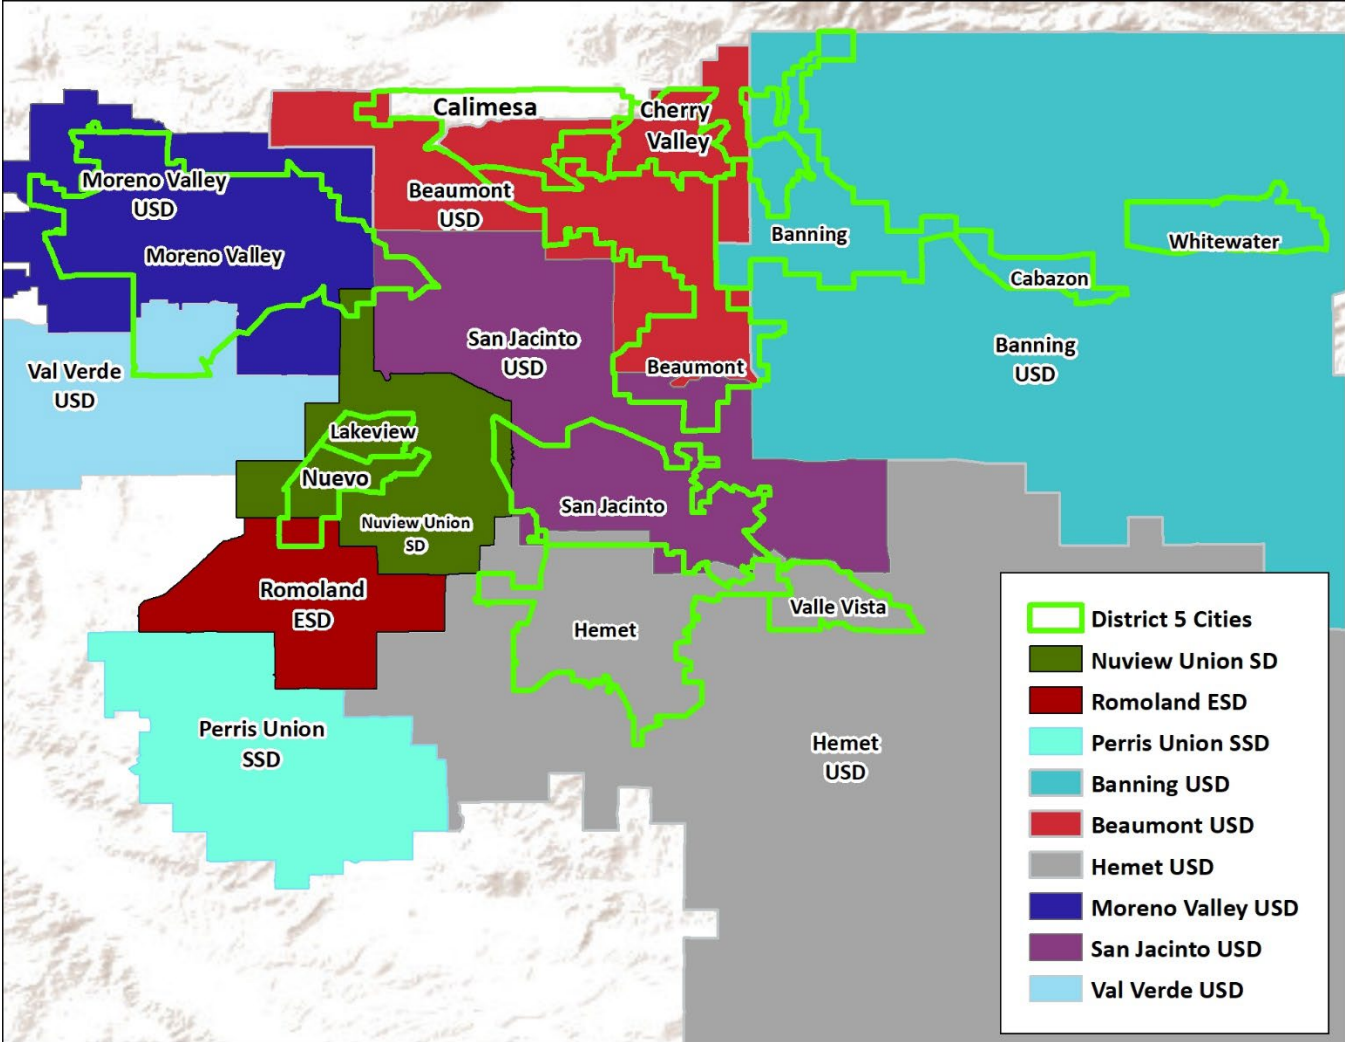 Calimesa
Cherry
Valley
Moreno Valley
USD
Beaumont
USD
Moreno Valley
Banning
Whitewater
Cabazon
San Jacinto
USD
Banning
USD
Val Verde
USD
Beaumont
Lakeview
Nuevo
San Jacinto
Nuview Union
SD
Romoland
ESD
Hemet
Valle Vista
Perris Union
SSD
Hemet
USD
District 5 Cities
Nuview Union SD
Romoland ESD
Perris Union SSD
Banning USD
Beaumont USD
Hemet USD
Moreno Valley USD
San Jacinto USD
Val Verde USD